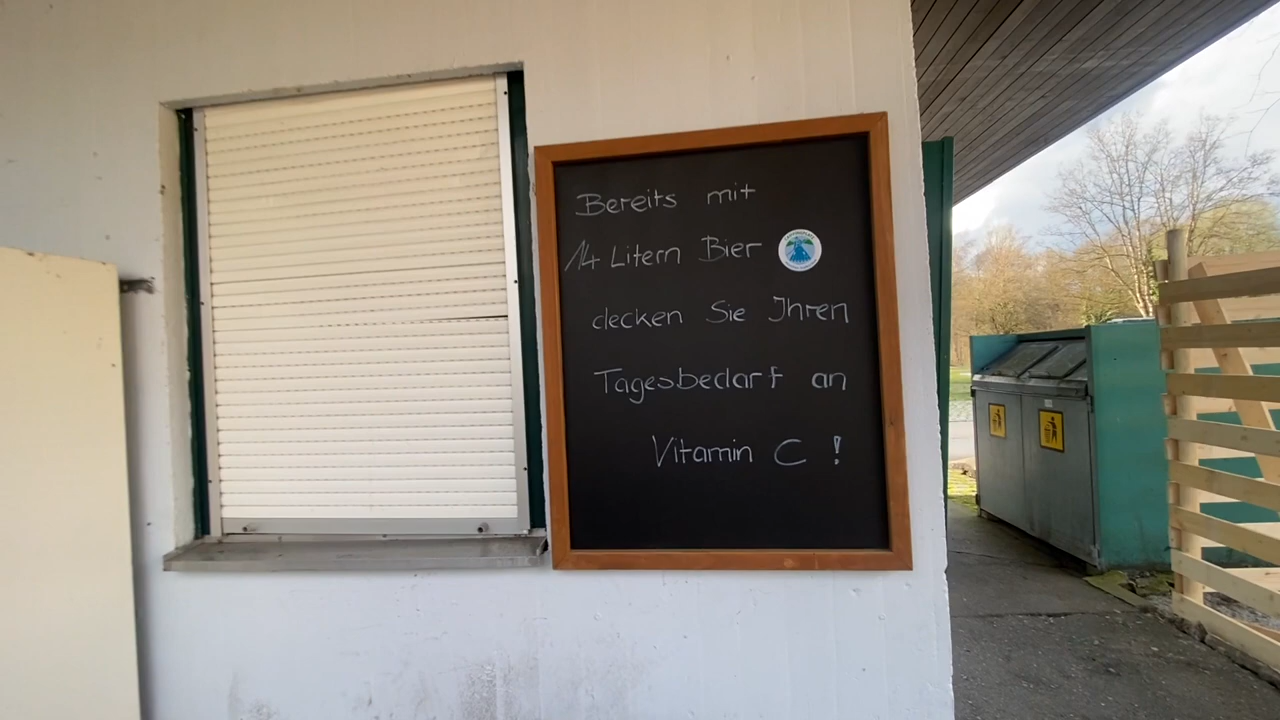 Bereits mit
14 Litern Bier
decken Sie Ihren
Tagesbedarf an
Vitamin C !